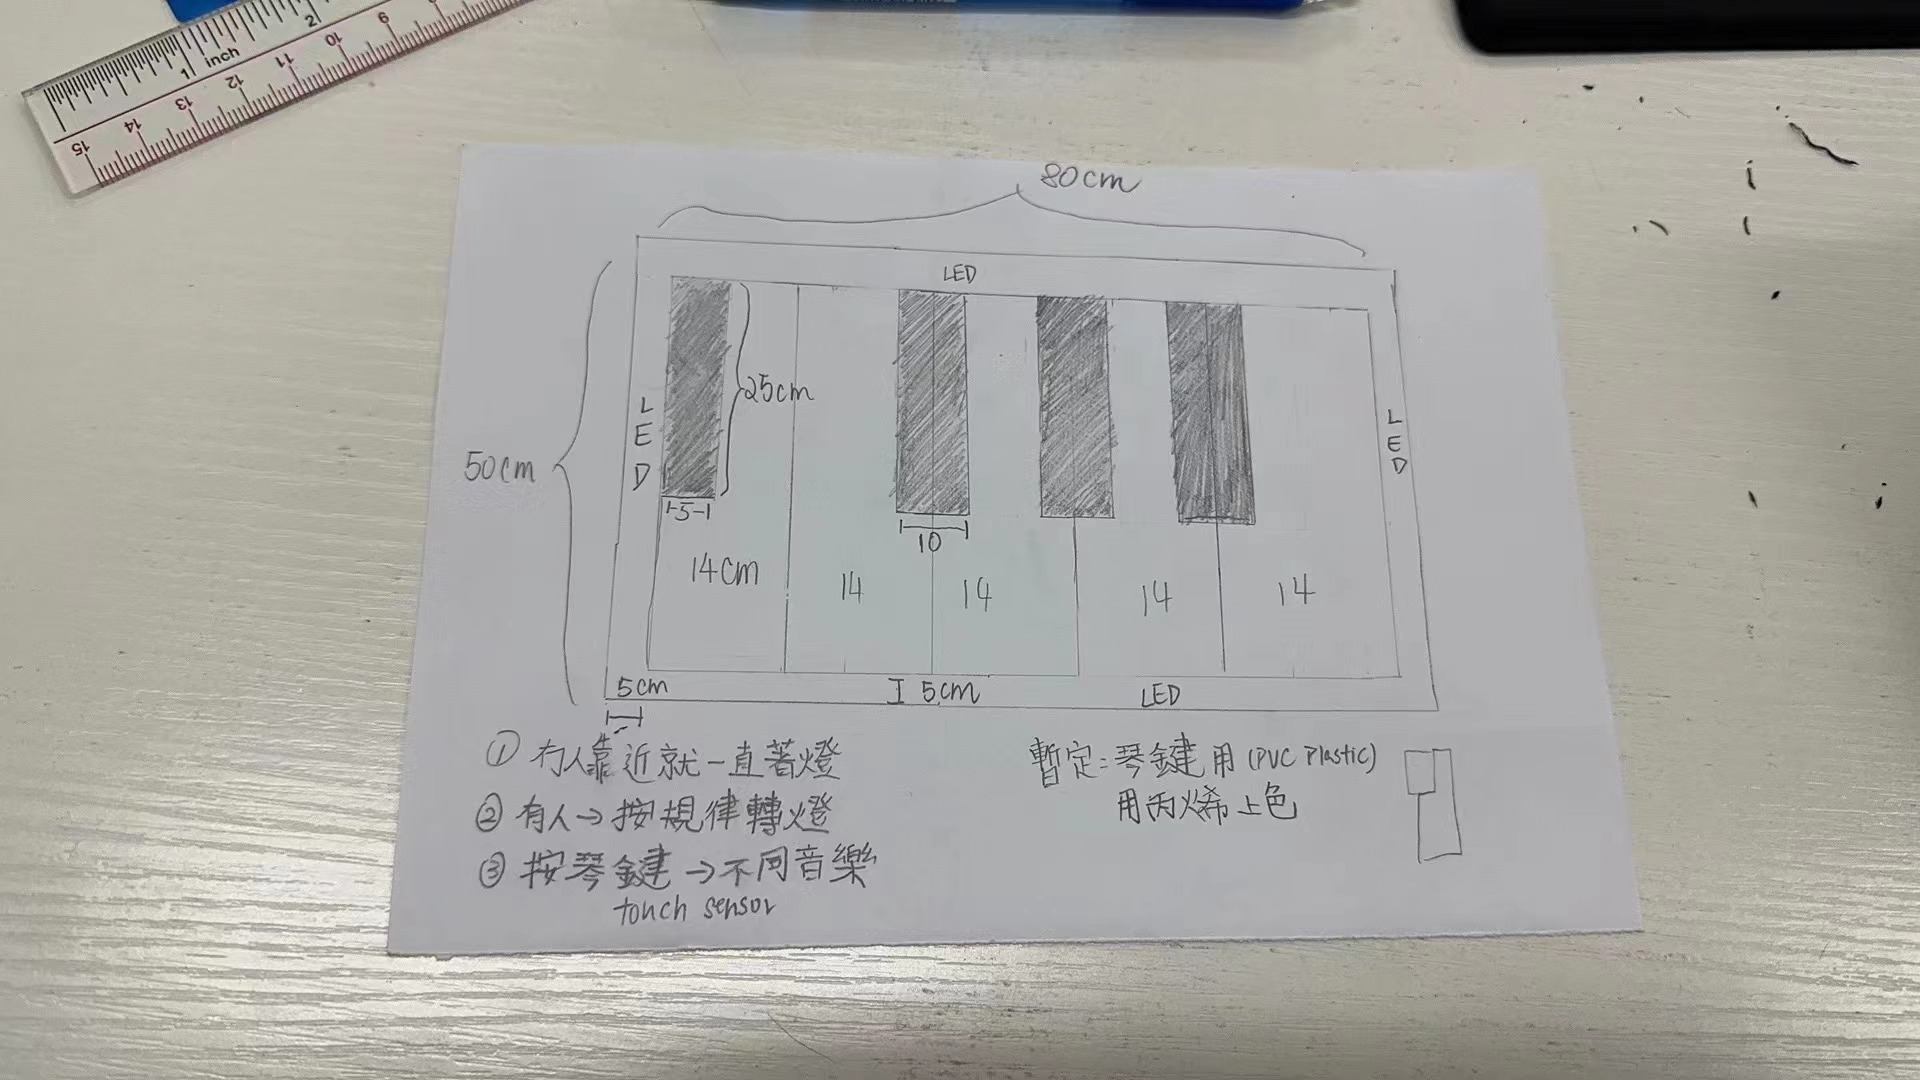 inch
1
2
15
14
13
12
11
10
9
80cm
LED
LED
25cm
LED
50cm
5
10
14cm
14
14
14
14
5cm
5cm
LED
① 冇人靠近就一直著燈
② 有人→按規律轉燈
③ 按琴鍵→不同音樂
touch sensor
暫定：琴鍵用 (PVC Plastic)
用丙烯上色